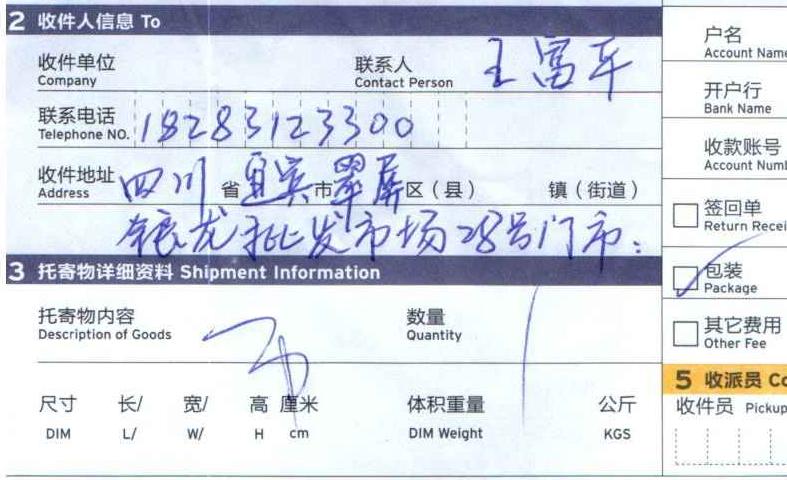 2 收件人信息 To
收件单位 联系人 王富平
Company Contact Person
联系电话 18283123300
Telephone NO.
收件地址 四川 省 宜宾 市 翠屏 区（县） 镇（街道）
Address
银龙批发市场28号门市:
3 托寄物详细资料 Shipment Information
托寄物内容 数量 1
Description of Goods Quantity
尺寸 长/ 宽/ 高 厘米 体积重量 公斤
DIM L/ W/ H cm DIM Weight KGS
户名
Account Name
开户行
Bank Name
收款账号
Account Numb
签回单
Return Recei
包装
Package
其它费用
Other Fee
5 收派员 Co
收件员 Pickup